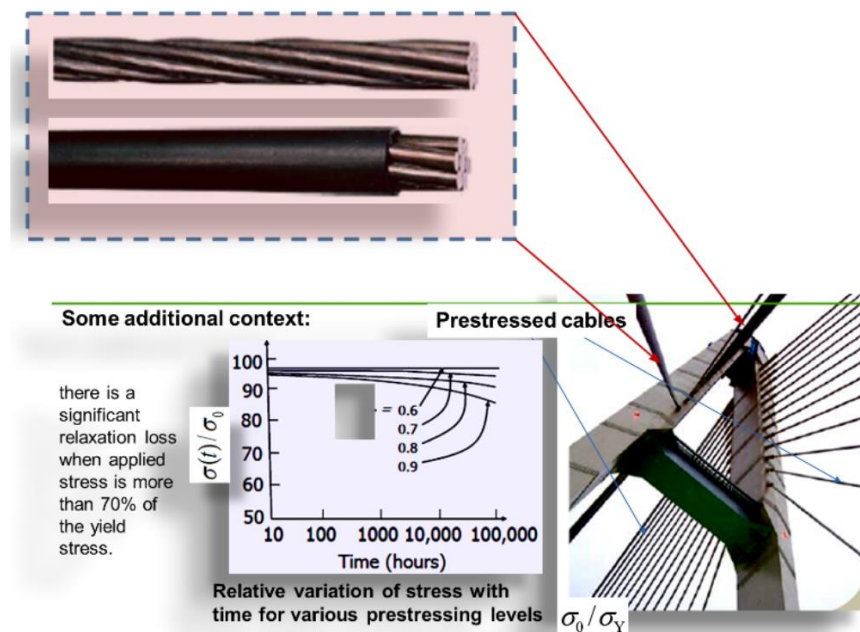 Some additional context:
Prestressed cables
there is a
significant
relaxation loss
when applied
stress is more
than 70% of
the yield
stress.
σ(t)/σ₀
100
90
80
70
60
50
= 0.6
0.7
0.8
0.9
10 100 1000 10,000 100,000
Time (hours)
Relative variation of stress with
time for various prestressing levels
σ₀/σ_Y